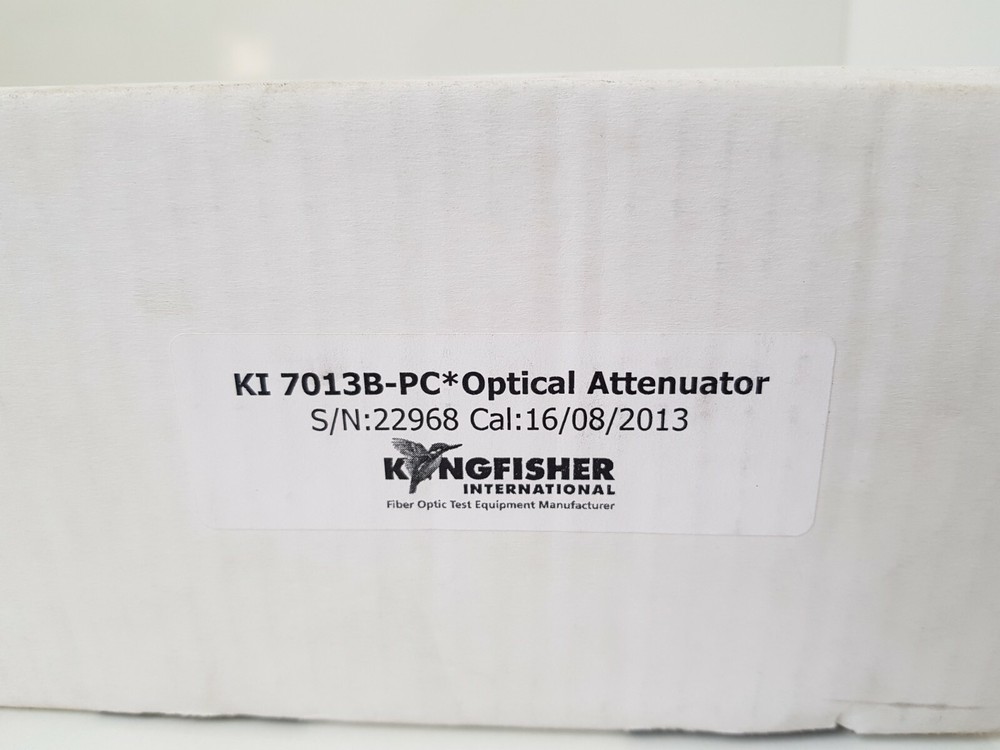 KI 7013B-PC*Optical Attenuator
S/N:22968 Cal:16/08/2013
KINGFISHER
INTERNATIONAL
Fiber Optic Test Equipment Manufacturer